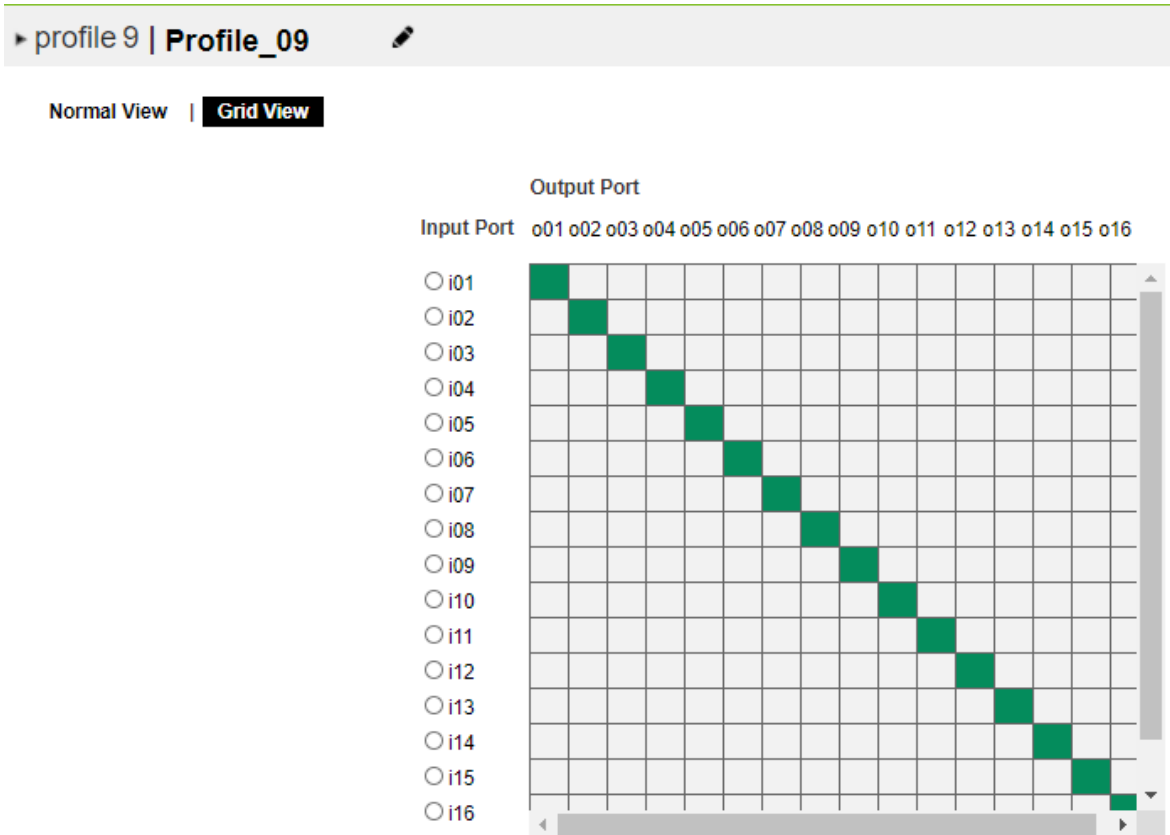 profile 9 | Profile_09
Normal View | Grid View
Output Port
Input Port o01 o02 o03 o04 o05 o06 o07 o08 o09 o10 o11 o12 o13 o14 o15 o16
i01
i02
i03
i04
i05
i06
i07
i08
i09
i10
i11
i12
i13
i14
i15
i16